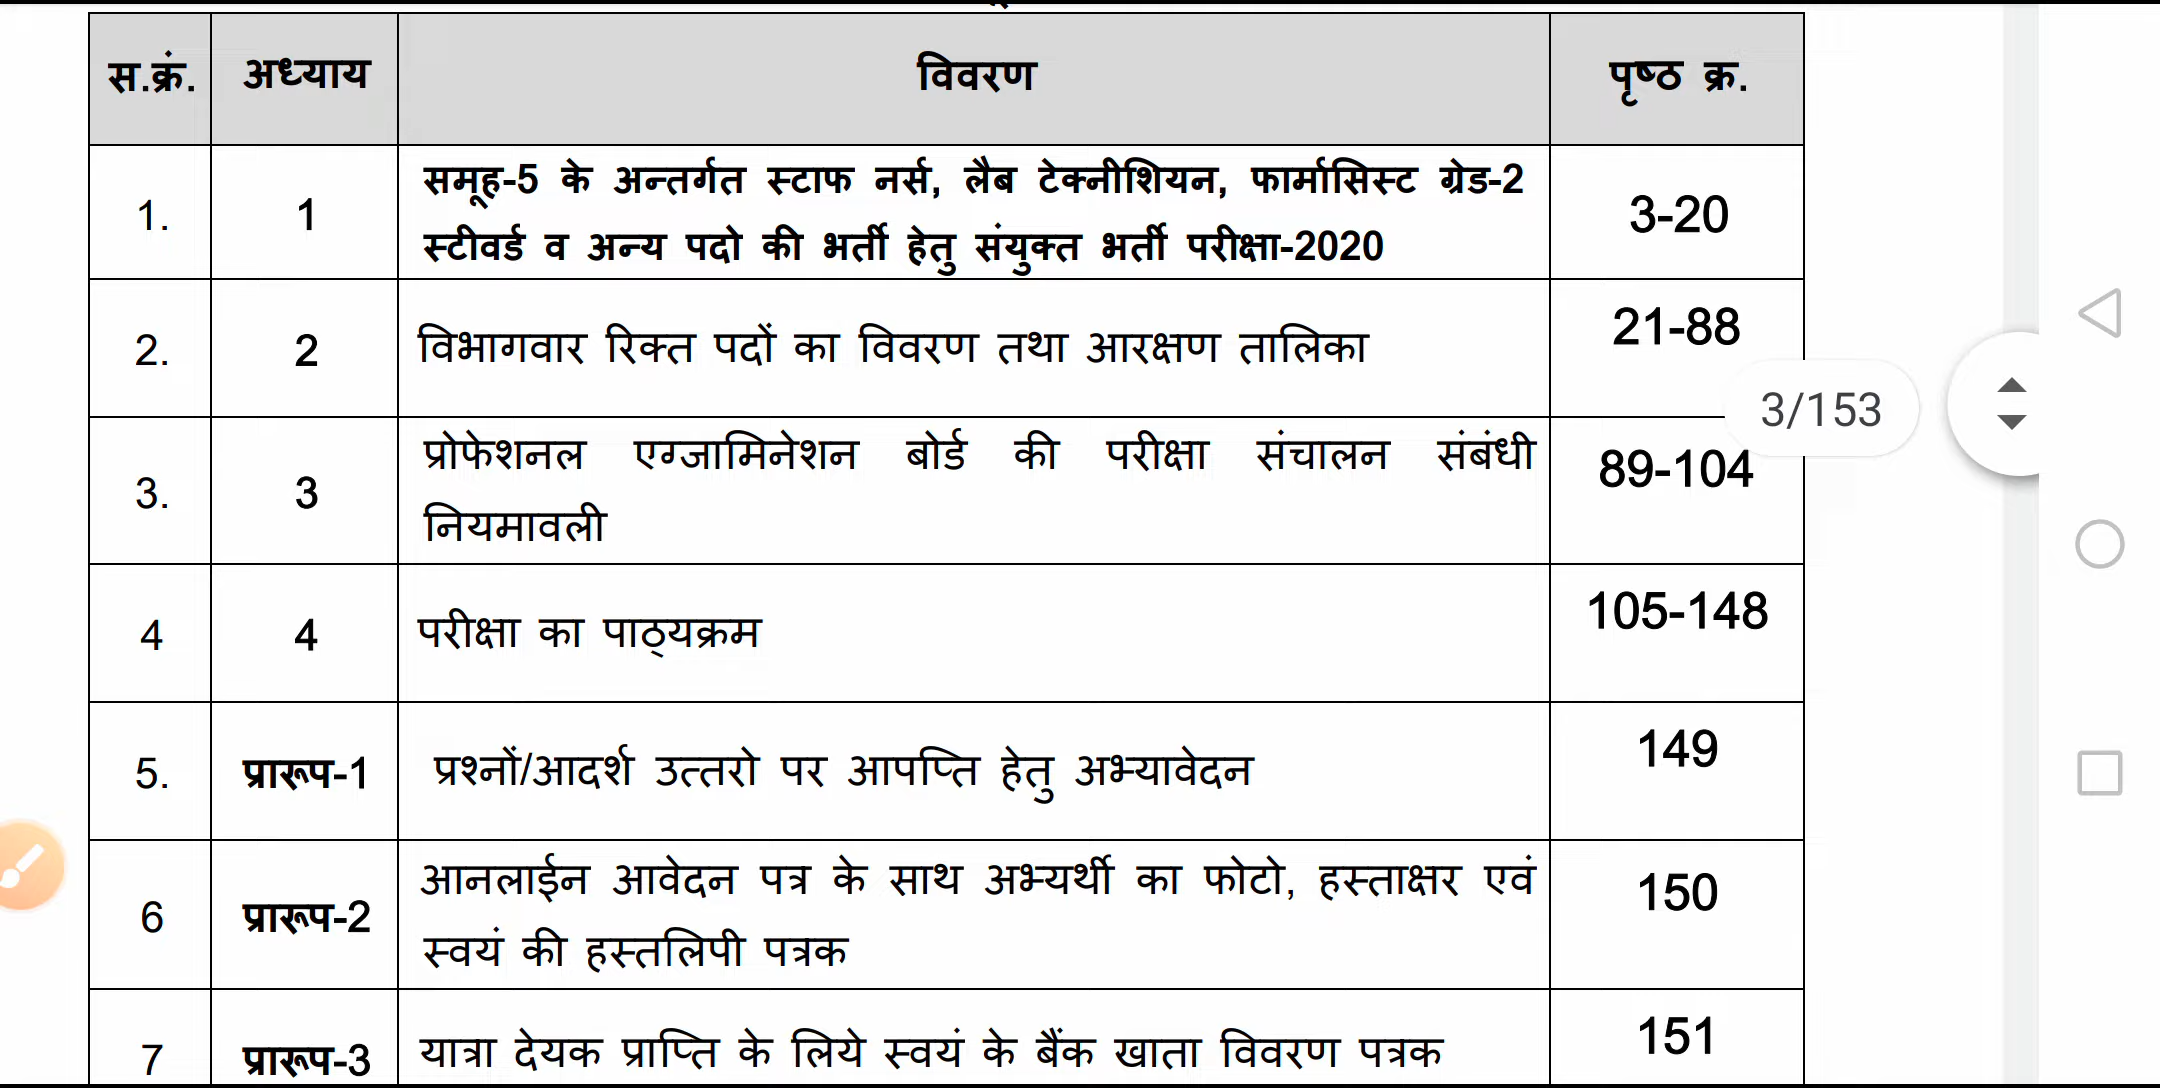 स.क्रं. अध्याय विवरण पृष्ठ क्र.
1. 1 समूह-5 के अन्तर्गत स्टाफ नर्स, लैब टेक्नीशियन, फार्मासिस्ट ग्रेड-2 3-20
स्टीवर्ड व अन्य पदो की भर्ती हेतु संयुक्त भर्ती परीक्षा-2020
2. 2 विभागवार रिक्त पदों का विवरण तथा आरक्षण तालिका 21-88
3/153
3. 3 प्रोफेशनल एग्जामिनेशन बोर्ड की परीक्षा संचालन संबंधी 89-104
नियमावली
4 4 परीक्षा का पाठ्यक्रम 105-148
5. प्रारूप-1 प्रश्नों/आदर्श उत्तरो पर आपप्ति हेतु अभ्यावेदन 149
6 प्रारूप-2 आनलाईन आवेदन पत्र के साथ अभ्यर्थी का फोटो, हस्ताक्षर एवं 150
स्वयं की हस्तलिपी पत्रक
7 प्रारूप-3 यात्रा देयक प्राप्ति के लिये स्वयं के बैंक खाता विवरण पत्रक 151